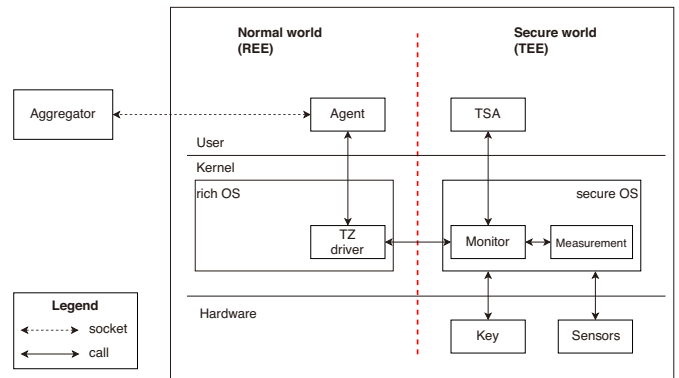 Normal world
(REE)
Secure world
(TEE)
Aggregator
Agent
TSA
User
Kernel
rich OS
secure OS
TZ
driver
Monitor
Measurement
Hardware
Key
Sensors
Legend
socket
call